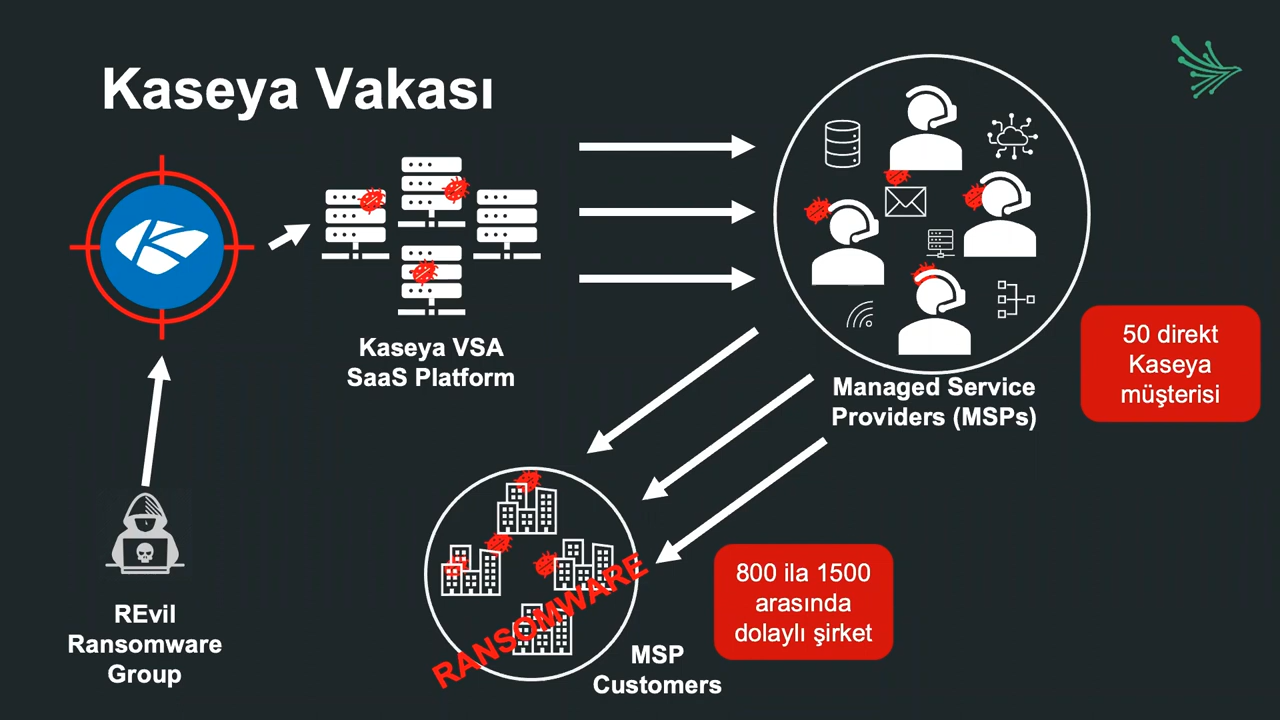 Kaseya Vakası
Kaseya VSA
SaaS Platform
Managed Service
Providers (MSPs)
50 direkt
Kaseya
müşterisi
REvil
Ransomware
Group
RANSOMWARE
MSP
Customers
800 ila 1500
arasında
dolaylı şirket